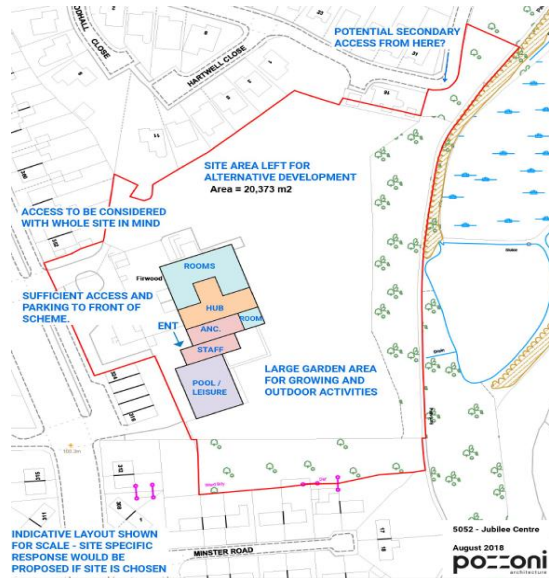 POTENTIAL SECONDARY
ACCESS FROM HERE?
CLOSE
HARTWELL CLOSE
SITE AREA LEFT FOR
ALTERNATIVE DEVELOPMENT
Area = 20,373 m2
ACCESS TO BE CONSIDERED
WITH WHOLE SITE IN MIND
Firwood
ROOMS
SUFFICIENT ACCESS AND
PARKING TO FRONT OF
SCHEME.
HUB
ROOM
ANC.
ENT
STAFF
POOL /
LEISURE
LARGE GARDEN AREA
FOR GROWING AND
OUTDOOR ACTIVITIES
MINSTER ROAD
INDICATIVE LAYOUT SHOWN
FOR SCALE - SITE SPECIFIC
RESPONSE WOULD BE
PROPOSED IF SITE IS CHOSEN
5052 - Jubilee Centre
August 2018
pozzoni
architecture